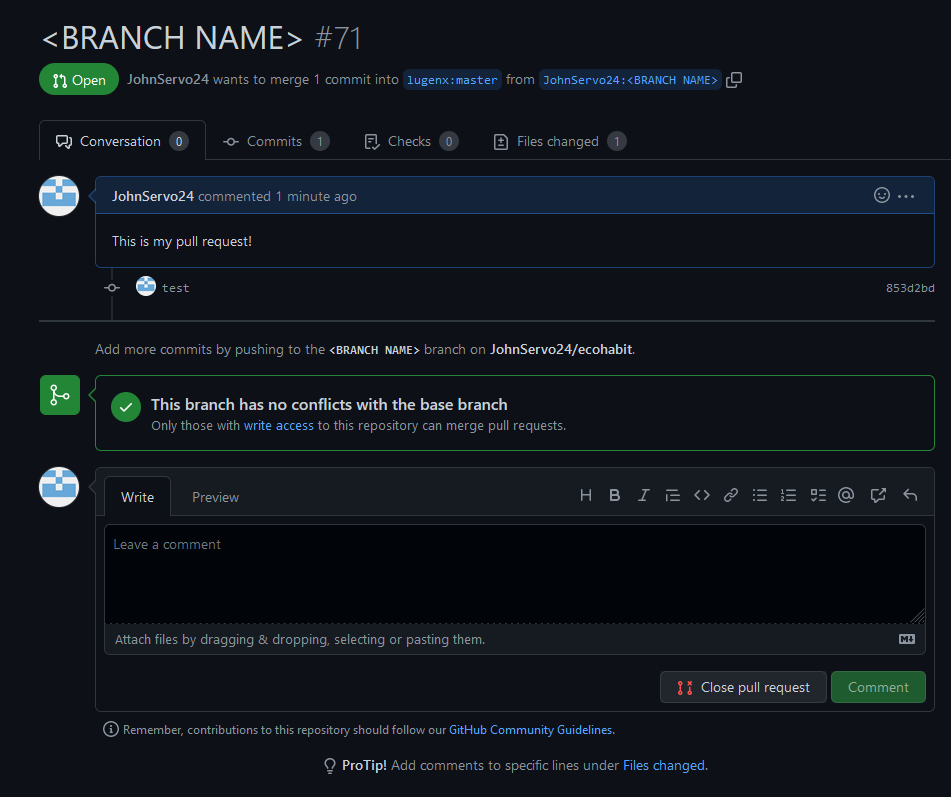 <BRANCH NAME> #71
Open JohnServo24 wants to merge 1 commit into lugenx:master from JohnServo24:<BRANCH NAME>
Conversation 0 Commits 1 Checks 0 Files changed 1
JohnServo24 commented 1 minute ago
This is my pull request!
test 853d2bd
Add more commits by pushing to the <BRANCH NAME> branch on JohnServo24/ecohabit.
This branch has no conflicts with the base branch
Only those with write access to this repository can merge pull requests.
Write Preview
Leave a comment
Attach files by dragging & dropping, selecting or pasting them.
Close pull request Comment
Remember, contributions to this repository should follow our GitHub Community Guidelines.
ProTip! Add comments to specific lines under Files changed.